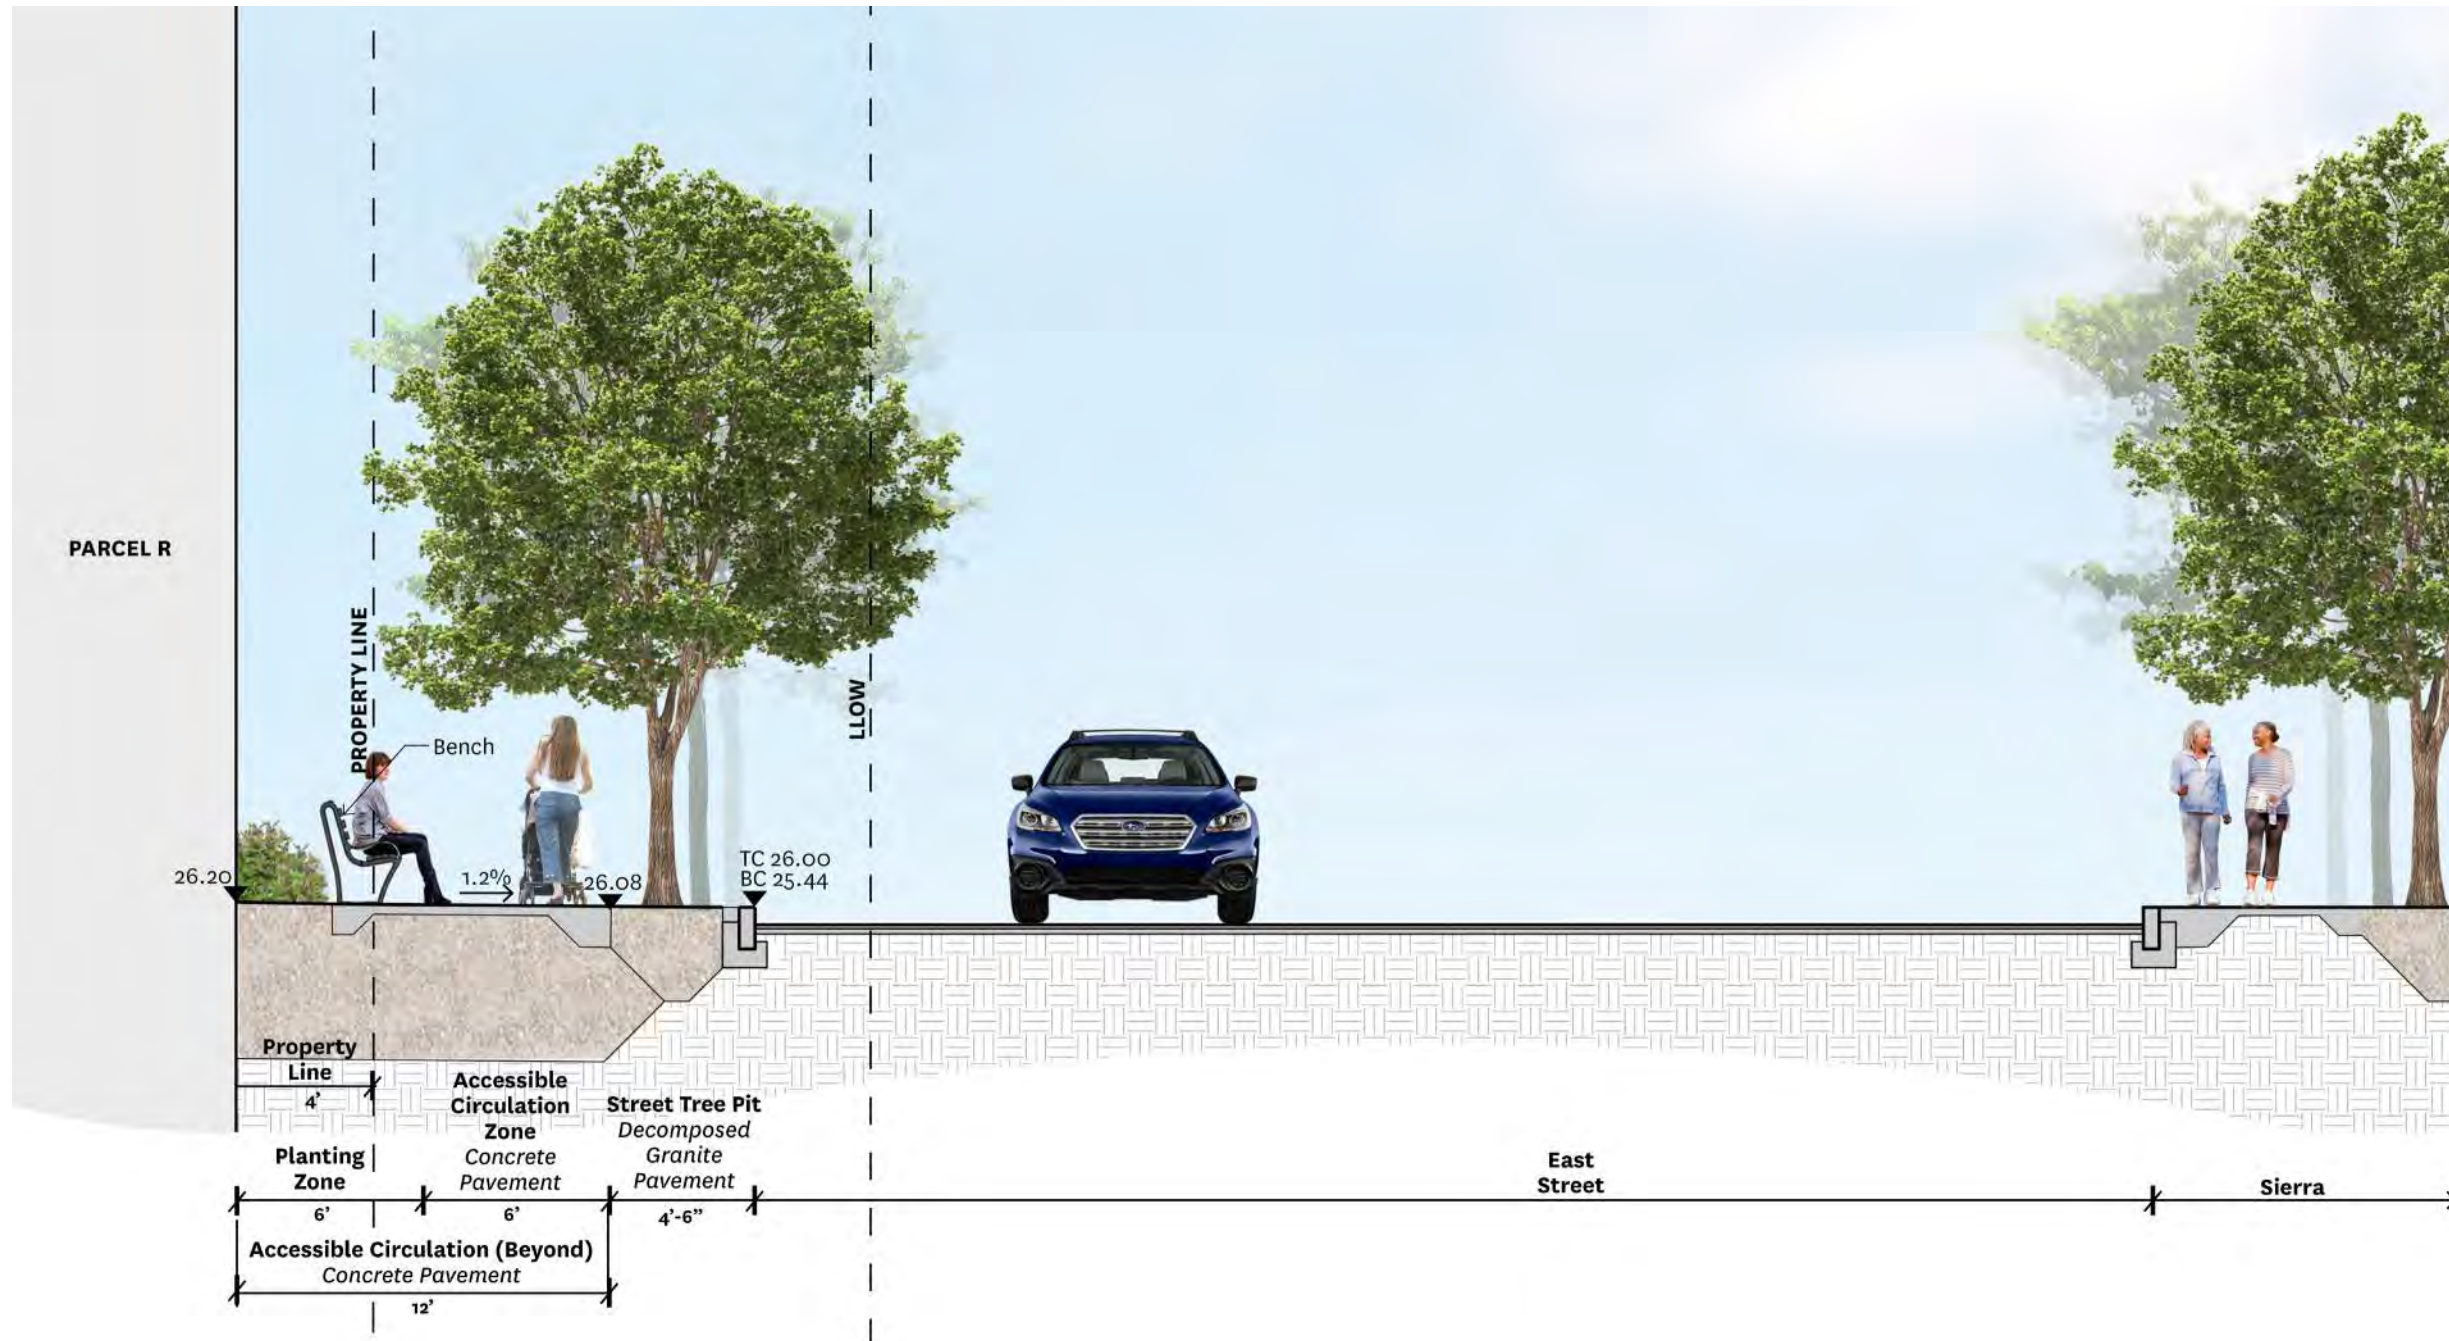 PARCEL R
PROPERTY LINE
LLOW
Bench
26.20
1.2%
26.08
TC 26.00
BC 25.44
Property
Line
4’
Accessible
Circulation
Zone
Concrete
Pavement
6’
Street Tree Pit
Decomposed
Granite
Pavement
4’-6”
Planting
Zone
6’
East
Street
Sierra
Accessible Circulation (Beyond)
Concrete Pavement
12’